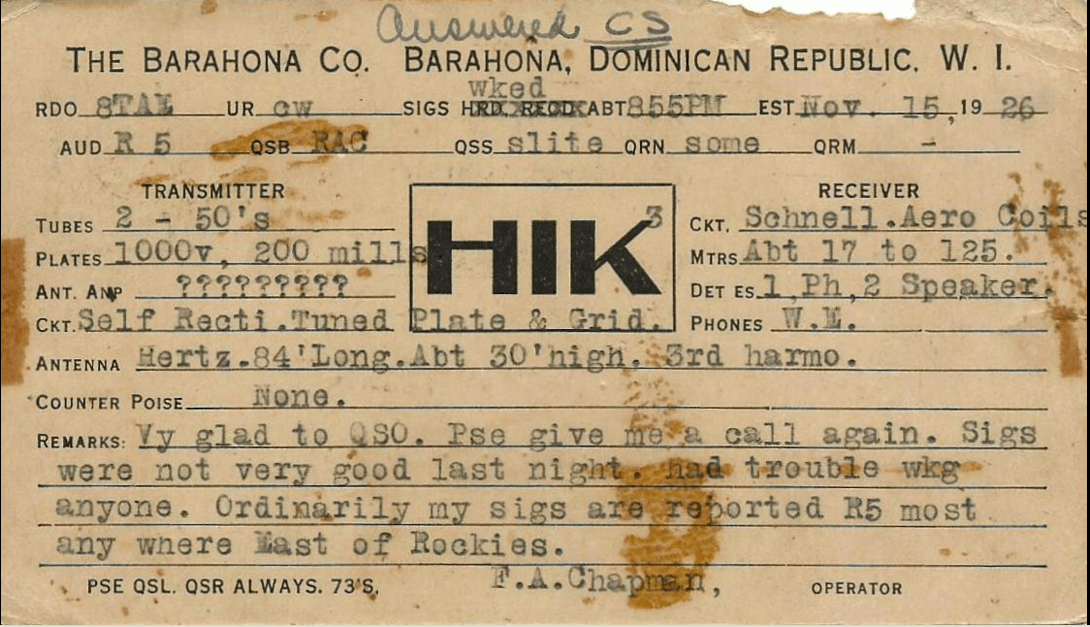 Answered CS
THE BARAHONA CO. BARAHONA, DOMINICAN REPUBLIC, W. I.
wked
RDO 8TAE UR cw SIGS HRD. RECD ABT 855PM EST Nov. 15, 19 26
AUD R 5 QSB RAC QSS slite QRN some QRM -
TRANSMITTER RECEIVER
TUBES 2 - 50's HIK 3 CKT. Schnell.Aero Coils
PLATES 1000v, 200 mills MTRS Abt 17 to 125.
ANT. AMP ????????? DET ES 1,Ph,2 Speaker.
CKT. Self Recti.Tuned Plate & Grid. PHONES W.E.
ANTENNA Hertz.84'Long.Abt 30'high. 3rd harmo.
COUNTER POISE None.
REMARKS: Vy glad to QSO. Pse give me a call again. Sigs
were not very good last night. had trouble wkg
anyone. Ordinarily my sigs are reported R5 most
any where East of Rockies.
PSE QSL. QSR ALWAYS. 73'S. F.A.Chapman, OPERATOR